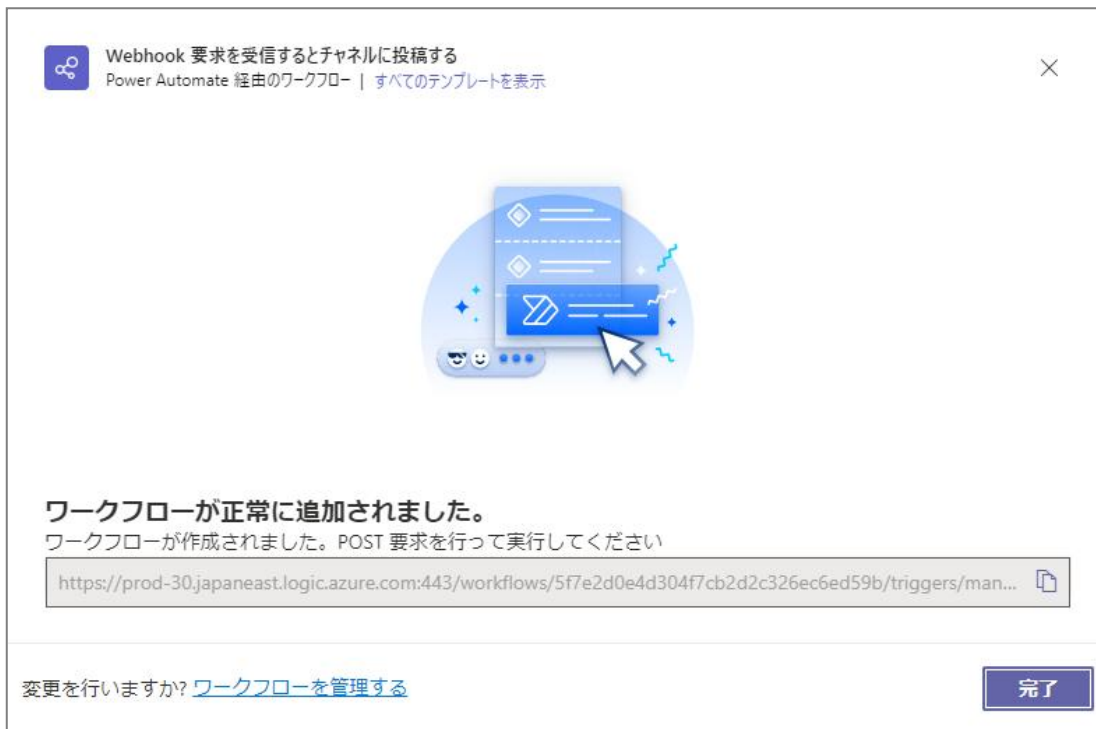 Webhook 要求を受信するとチャネルに投稿する
Power Automate 経由のワークフロー | すべてのテンプレートを表示
ワークフローが正常に追加されました。
ワークフローが作成されました。POST 要求を行って実行してください
https://prod-30.japaneast.logic.azure.com:443/workflows/5f7e2d0e4d304f7cb2d2c326ec6ed59b/triggers/man...
変更を行いますか? ワークフローを管理する
完了